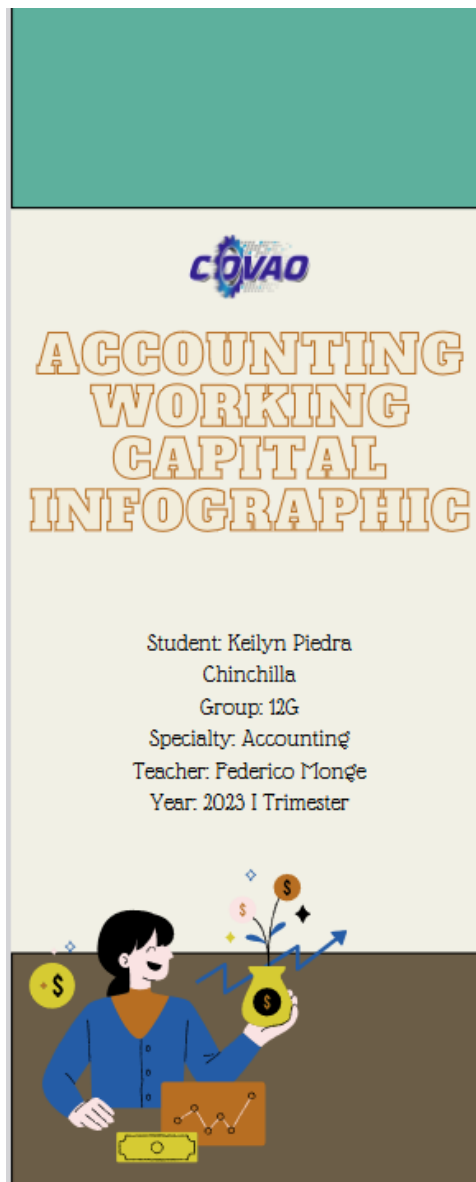 COVAO
ACCOUNTING
WORKING
CAPITAL
INFOGRAPHIC
Student: Keilyn Piedra
Chinchilla
Group: 12G
Specialty: Accounting
Teacher: Federico Monge
Year: 2023 I Trimester
$
$
$
$